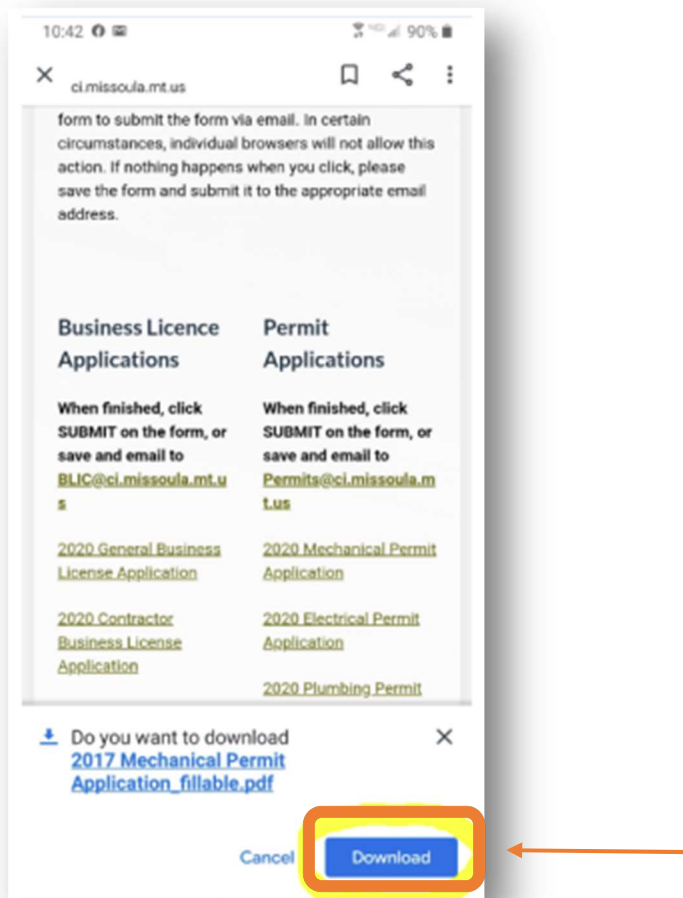 10:42
90%
ci.missoula.mt.us
form to submit the form via email. In certain
circumstances, individual browsers will not allow this
action. If nothing happens when you click, please
save the form and submit it to the appropriate email
address.
Business Licence
Applications
When finished, click
SUBMIT on the form, or
save and email to
BLIC@ci.missoula.mt.u
s
2020 General Business
License Application
2020 Contractor
Business License
Application
Permit
Applications
When finished, click
SUBMIT on the form, or
save and email to
Permits@ci.missoula.m
t.us
2020 Mechanical Permit
Application
2020 Electrical Permit
Application
2020 Plumbing Permit
Do you want to download
2017 Mechanical Permit
Application_fillable.pdf
Cancel
Download